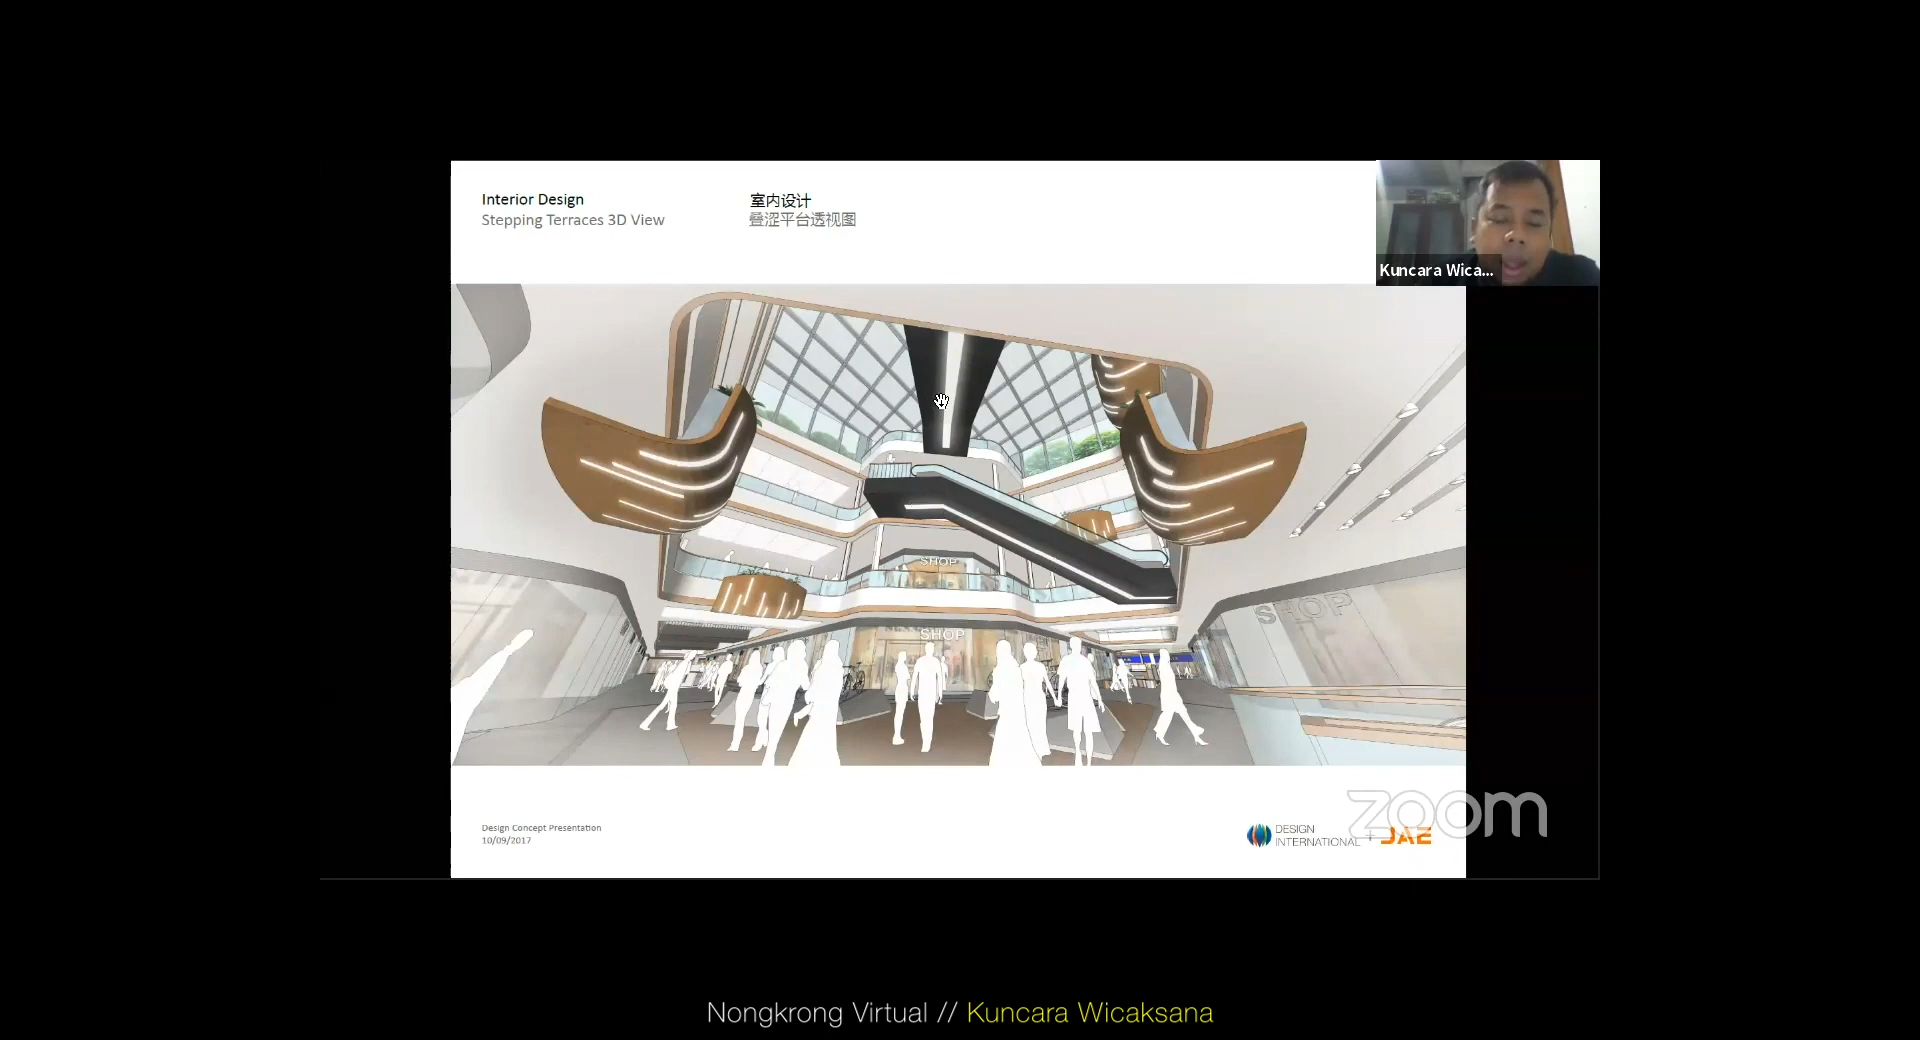 Interior Design
Stepping Terraces 3D View
室内设计
叠涩平台透视图
Kuncara Wica...
SHOP
SHOP
SHOP
Design Concept Presentation
10/09/2017
DESIGN
INTERNATIONAL + JAE
zoom
Nongkrong Virtual // Kuncara Wicaksana